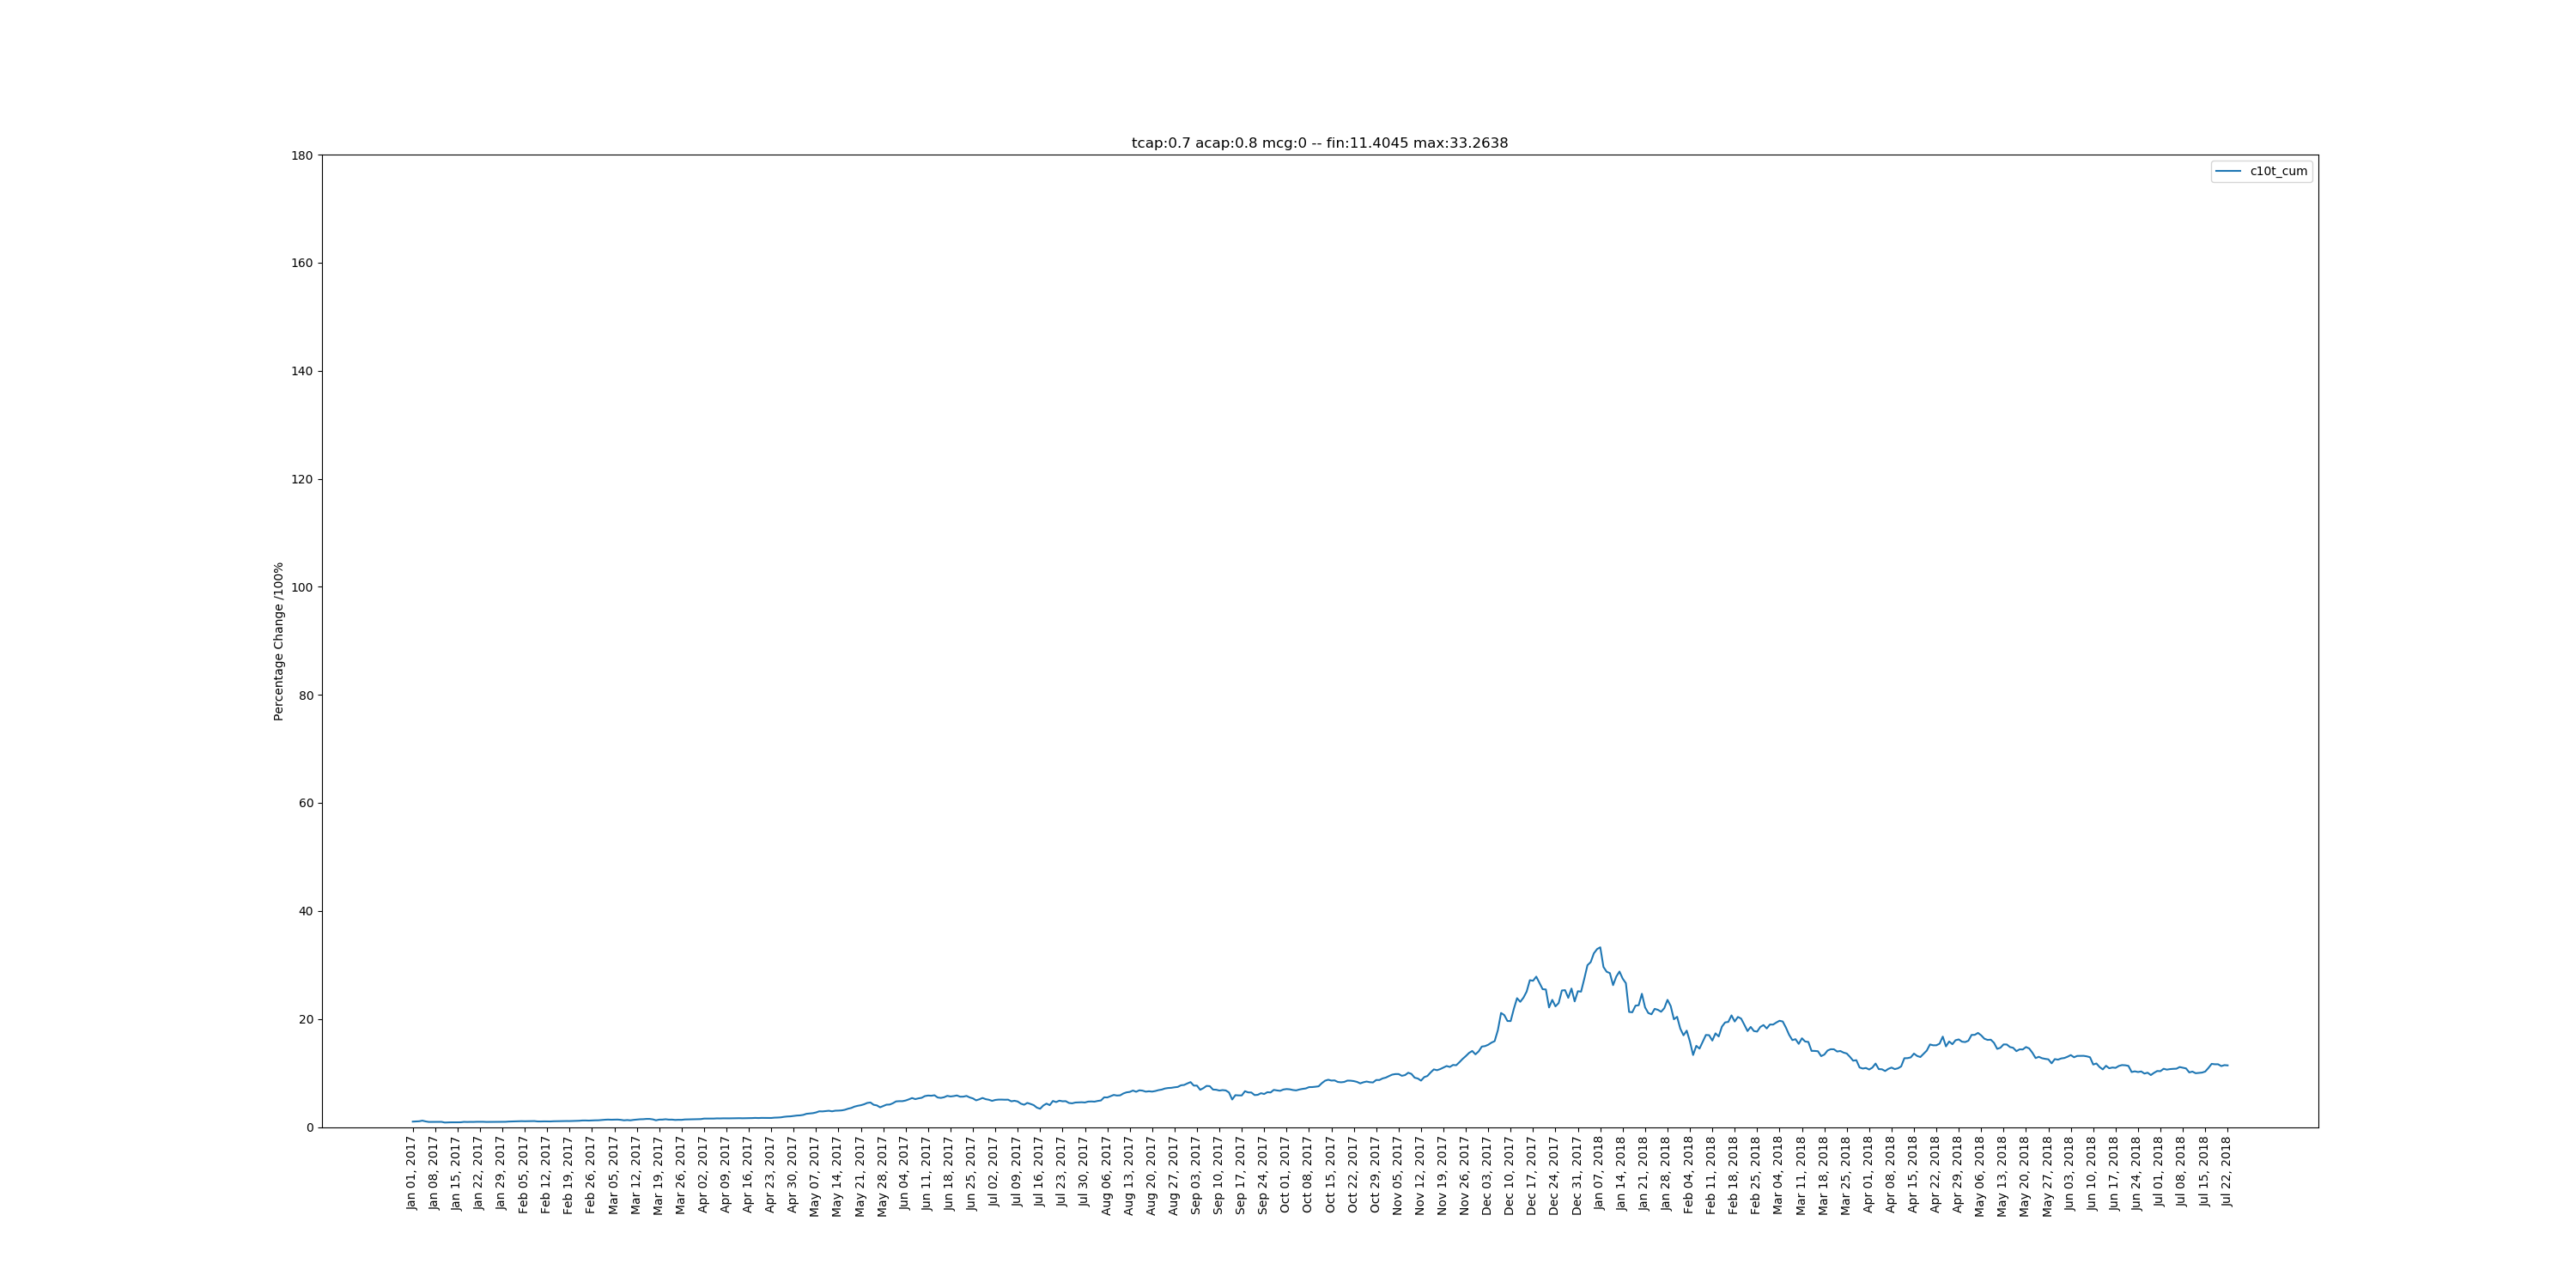 tcap:0.7 acap:0.8 mcg:0 -- fin:11.4045 max:33.2638
c10t_cum
Percentage Change /100%
180
160
140
120
100
80
60
40
20
0
Jan 01, 2017
Jan 08, 2017
Jan 15, 2017
Jan 22, 2017
Jan 29, 2017
Feb 05, 2017
Feb 12, 2017
Feb 19, 2017
Feb 26, 2017
Mar 05, 2017
Mar 12, 2017
Mar 19, 2017
Mar 26, 2017
Apr 02, 2017
Apr 09, 2017
Apr 16, 2017
Apr 23, 2017
Apr 30, 2017
May 07, 2017
May 14, 2017
May 21, 2017
May 28, 2017
Jun 04, 2017
Jun 11, 2017
Jun 18, 2017
Jun 25, 2017
Jul 02, 2017
Jul 09, 2017
Jul 16, 2017
Jul 23, 2017
Jul 30, 2017
Aug 06, 2017
Aug 13, 2017
Aug 20, 2017
Aug 27, 2017
Sep 03, 2017
Sep 10, 2017
Sep 17, 2017
Sep 24, 2017
Oct 01, 2017
Oct 08, 2017
Oct 15, 2017
Oct 22, 2017
Oct 29, 2017
Nov 05, 2017
Nov 12, 2017
Nov 19, 2017
Nov 26, 2017
Dec 03, 2017
Dec 10, 2017
Dec 17, 2017
Dec 24, 2017
Dec 31, 2017
Jan 07, 2018
Jan 14, 2018
Jan 21, 2018
Jan 28, 2018
Feb 04, 2018
Feb 11, 2018
Feb 18, 2018
Feb 25, 2018
Mar 04, 2018
Mar 11, 2018
Mar 18, 2018
Mar 25, 2018
Apr 01, 2018
Apr 08, 2018
Apr 15, 2018
Apr 22, 2018
Apr 29, 2018
May 06, 2018
May 13, 2018
May 20, 2018
May 27, 2018
Jun 03, 2018
Jun 10, 2018
Jun 17, 2018
Jun 24, 2018
Jul 01, 2018
Jul 08, 2018
Jul 15, 2018
Jul 22, 2018